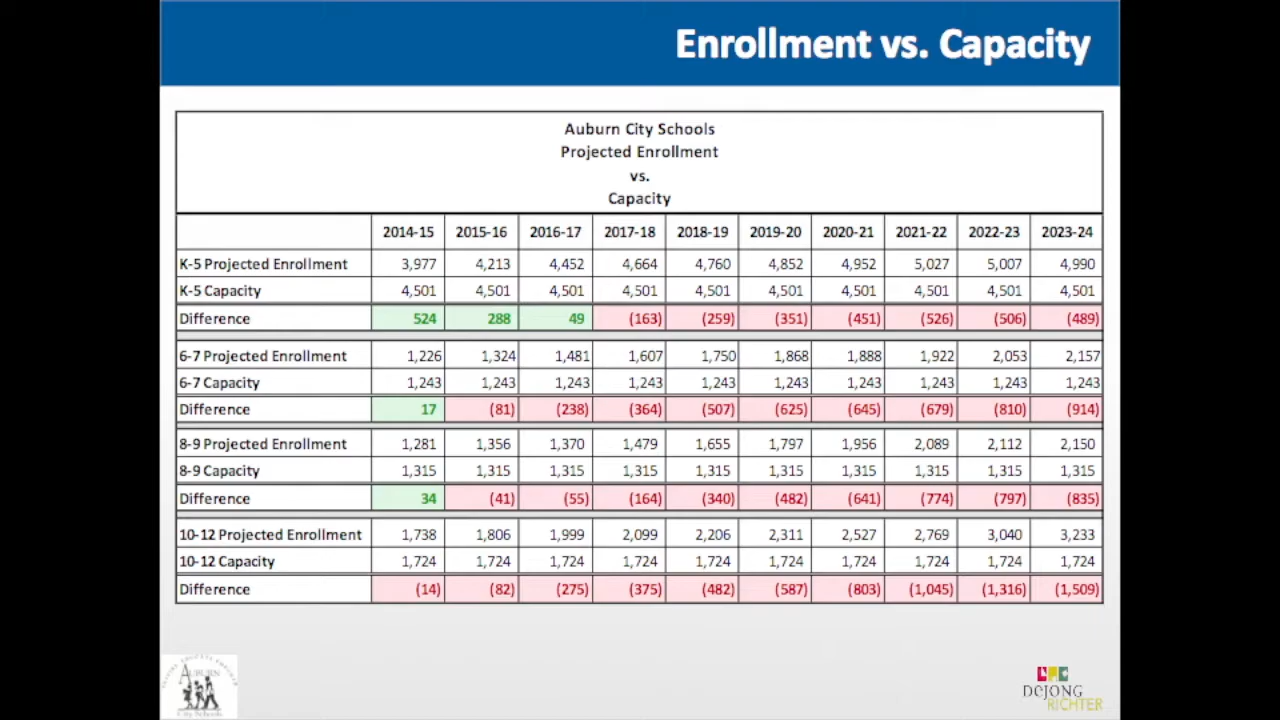 Enrollment vs. Capacity
Auburn City Schools
Projected Enrollment
vs.
Capacity
2014-15 2015-16 2016-17 2017-18 2018-19 2019-20 2020-21 2021-22 2022-23 2023-24
K-5 Projected Enrollment 3,977 4,213 4,452 4,664 4,760 4,852 4,952 5,027 5,007 4,990
K-5 Capacity 4,501 4,501 4,501 4,501 4,501 4,501 4,501 4,501 4,501 4,501
Difference 524 288 49 (163) (259) (351) (451) (526) (506) (489)
6-7 Projected Enrollment 1,226 1,324 1,481 1,607 1,750 1,868 1,888 1,922 2,053 2,157
6-7 Capacity 1,243 1,243 1,243 1,243 1,243 1,243 1,243 1,243 1,243 1,243
Difference 17 (81) (238) (364) (507) (625) (645) (679) (810) (914)
8-9 Projected Enrollment 1,281 1,356 1,370 1,479 1,655 1,797 1,956 2,089 2,112 2,150
8-9 Capacity 1,315 1,315 1,315 1,315 1,315 1,315 1,315 1,315 1,315 1,315
Difference 34 (41) (55) (164) (340) (482) (641) (774) (797) (835)
10-12 Projected Enrollment 1,738 1,806 1,999 2,099 2,206 2,311 2,527 2,769 3,040 3,233
10-12 Capacity 1,724 1,724 1,724 1,724 1,724 1,724 1,724 1,724 1,724 1,724
Difference (14) (82) (275) (375) (482) (587) (803) (1,045) (1,316) (1,509)
AUBURN
City Schools
DEJONG
RICHTER